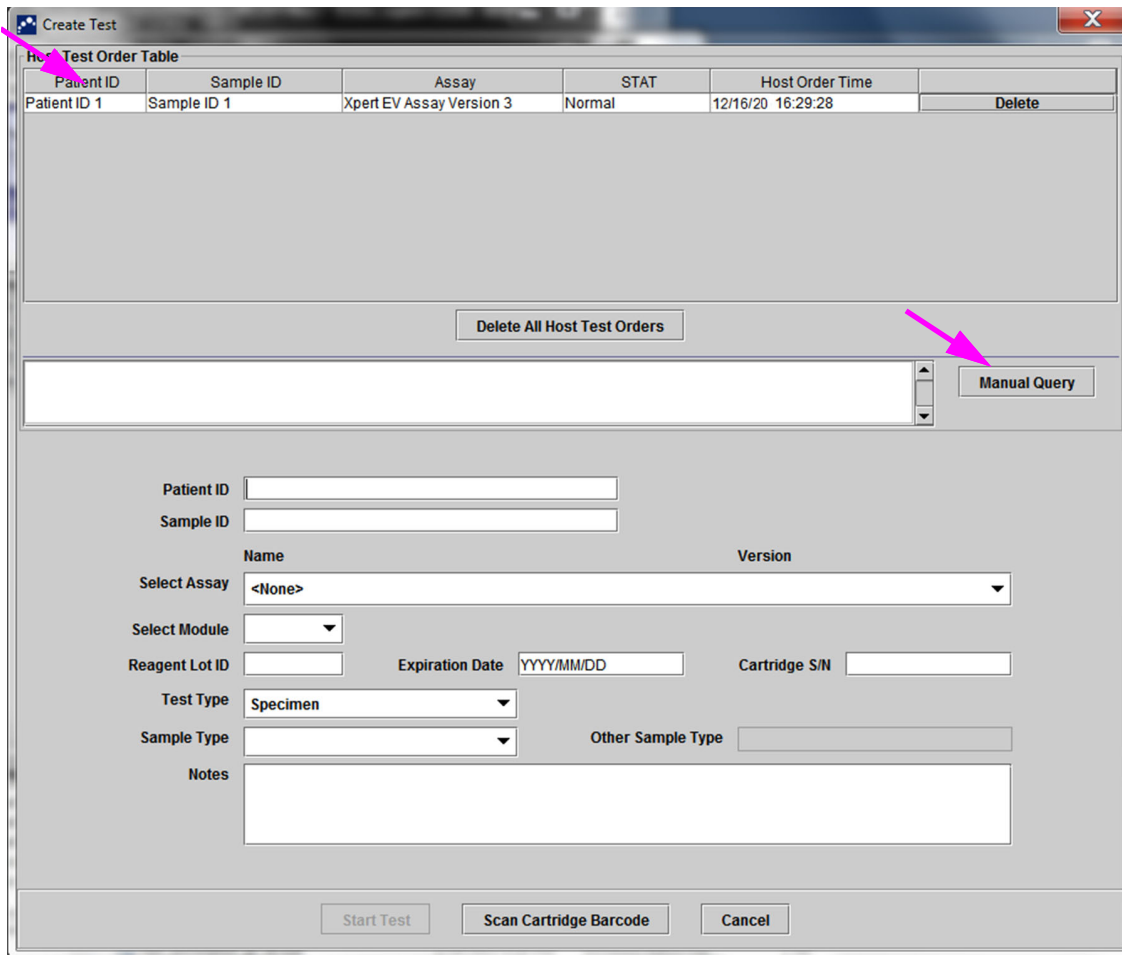 Create Test
X
Host Test Order Table
Patient ID Sample ID Assay STAT Host Order Time
Patient ID 1 Sample ID 1 Xpert EV Assay Version 3 Normal 12/16/20 16:29:28 Delete
Delete All Host Test Orders
Manual Query
Patient ID
Sample ID
Name Version
Select Assay <None>
Select Module
Reagent Lot ID Expiration Date YYYY/MM/DD Cartridge S/N
Test Type Specimen
Sample Type Other Sample Type
Notes
Start Test Scan Cartridge Barcode Cancel